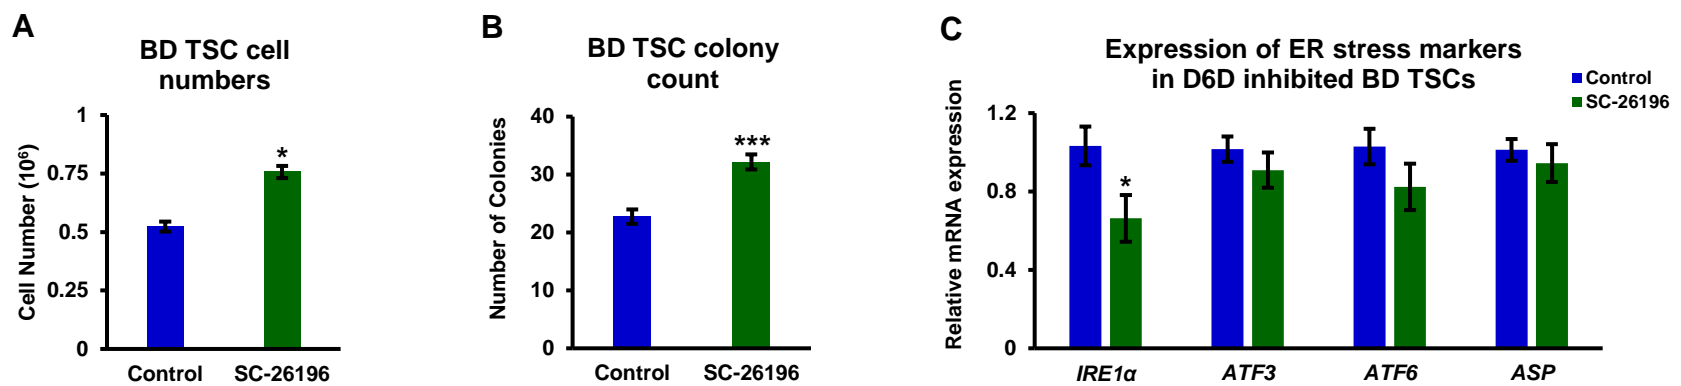 A
BD TSC cell
numbers
Cell Number (10⁶)
1
0.75
0.5
0.25
0
*
Control
SC-26196
B
BD TSC colony
count
Number of Colonies
40
30
20
10
0
***
Control
SC-26196
C
Expression of ER stress markers
in D6D inhibited BD TSCs
Control
SC-26196
Relative mRNA expression
1.2
0.8
0.4
0
*
IRE1α
ATF3
ATF6
ASP